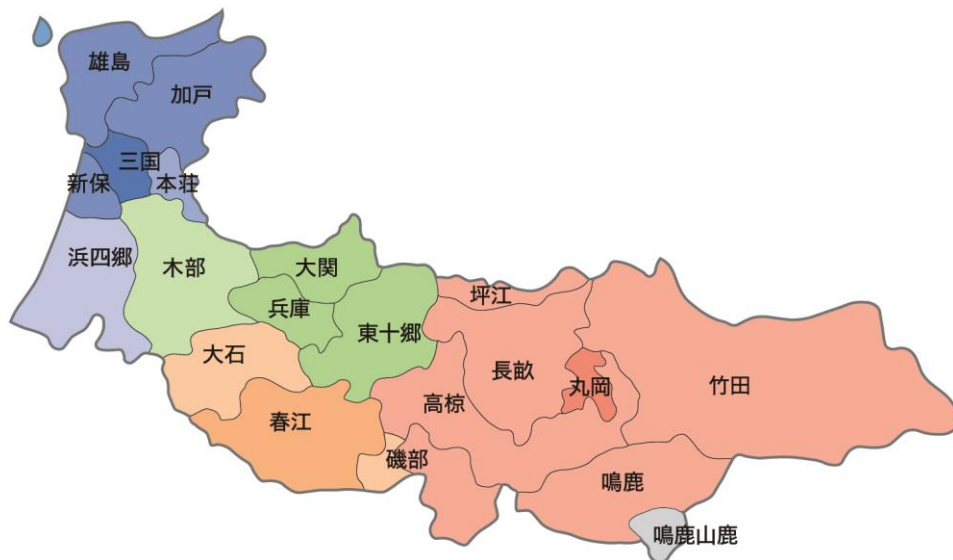 雄島
加戸
三国
新保
本荘
浜四郷
木部
大関
兵庫
坪江
東十郷
大石
長畝
丸岡
竹田
高椋
春江
磯部
鳴鹿
鳴鹿山鹿